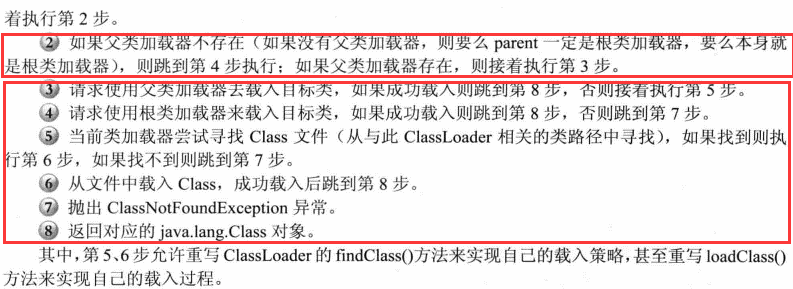 着执行第 2 步。
② 如果父类加载器不存在（如果没有父类加载器，则要么 parent 一定是根类加载器，要么本身就
是根类加载器），则跳到第 4 步执行；如果父类加载器存在，则接着执行第 3 步。
③ 请求使用父类加载器去载入目标类，如果成功载入则跳到第 8 步，否则接着执行第 5 步。
④ 请求使用根类加载器来载入目标类，如果成功载入则跳到第 8 步，否则跳到第 7 步。
⑤ 当前类加载器尝试寻找 Class 文件（从与此 ClassLoader 相关的类路径中寻找），如果找到则执
行第 6 步，如果找不到则跳到第 7 步。
⑥ 从文件中载入 Class，成功载入后跳到第 8 步。
⑦ 抛出 ClassNotFoundException 异常。
⑧ 返回对应的 java.lang.Class 对象。
其中，第 5、6 步允许重写 ClassLoader 的 findClass()方法来实现自己的载入策略，甚至重写 loadClass()
方法来实现自己的载入过程。